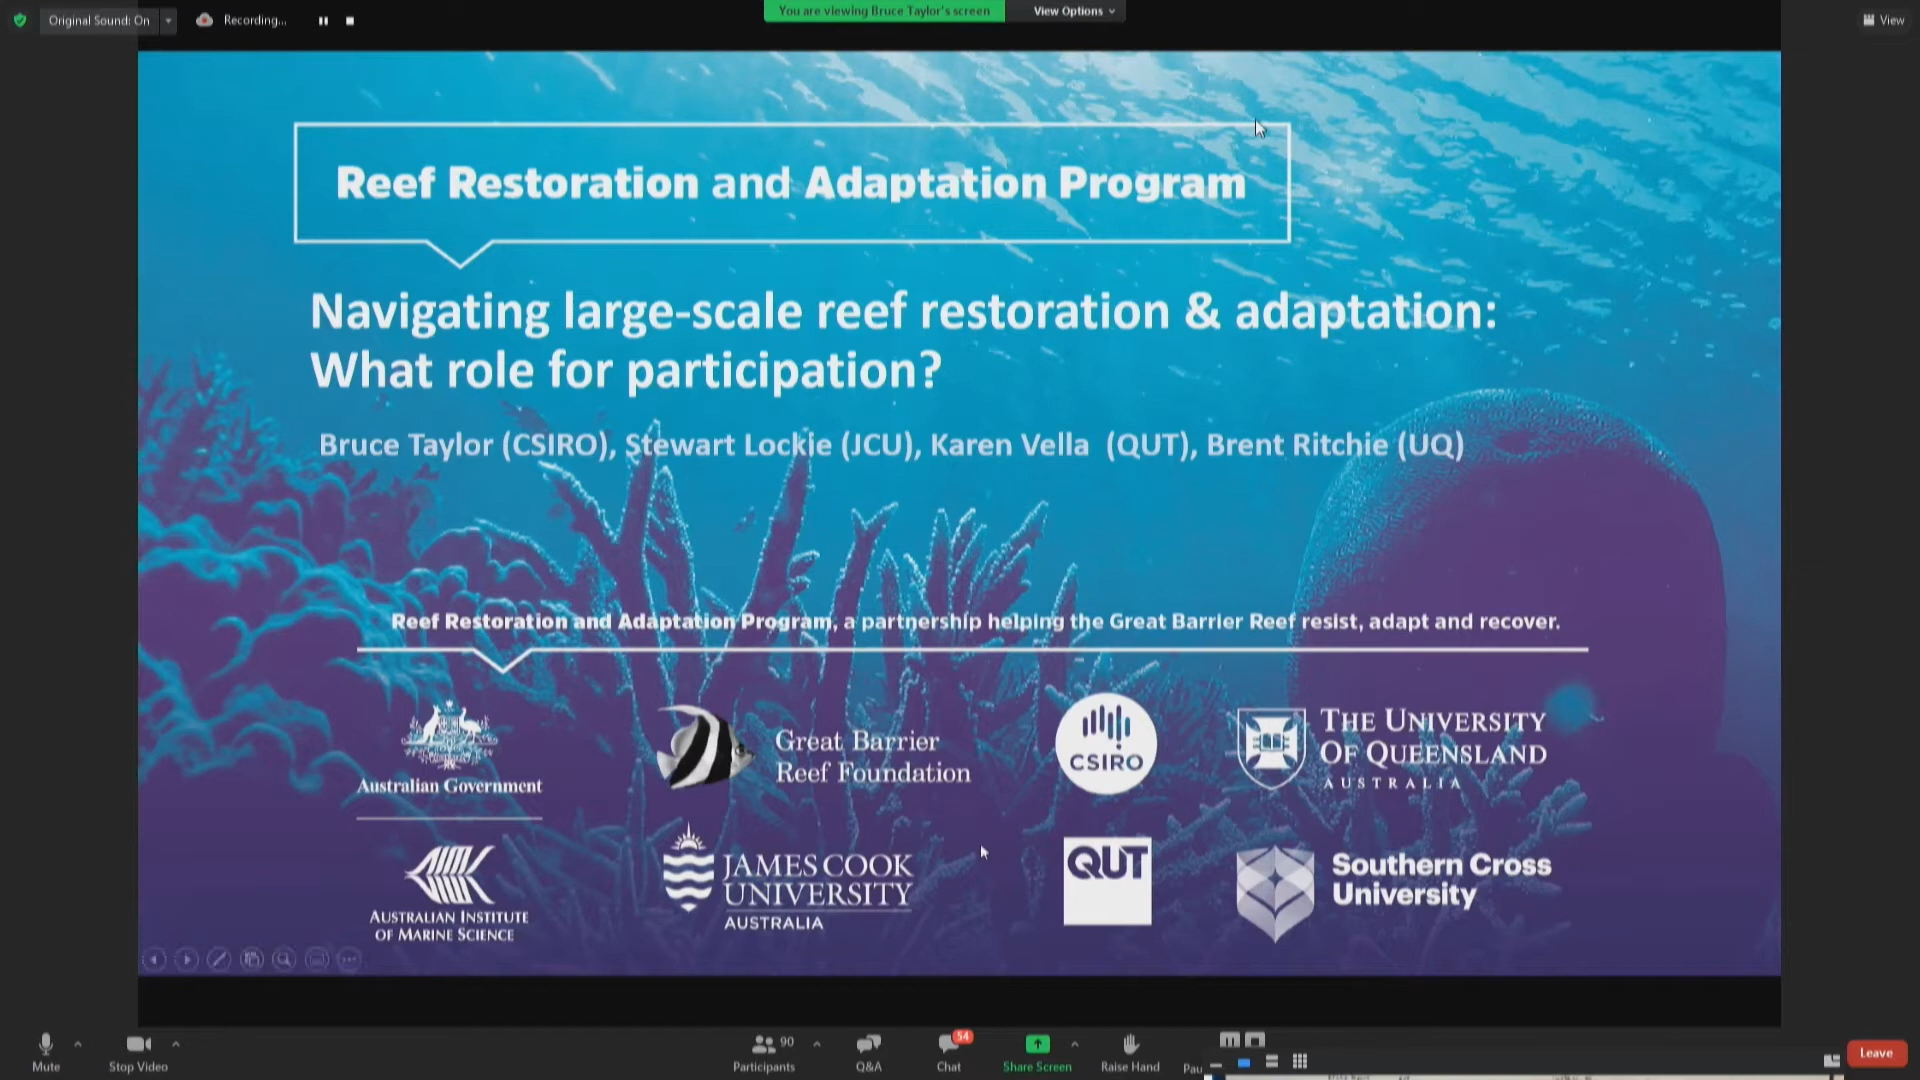 Original Sound: On
Recording...
You are viewing Bruce Taylor's screen
View Options
View
Reef Restoration and Adaptation Program
Navigating large-scale reef restoration & adaptation:
What role for participation?
Bruce Taylor (CSIRO), Stewart Lockie (JCU), Karen Vella (QUT), Brent Ritchie (UQ)
Reef Restoration and Adaptation Program, a partnership helping the Great Barrier Reef resist, adapt and recover.
Australian Government
Great Barrier
Reef Foundation
CSIRO
THE UNIVERSITY
OF QUEENSLAND
AUSTRALIA
AUSTRALIAN INSTITUTE
OF MARINE SCIENCE
JAMES COOK
UNIVERSITY
AUSTRALIA
QUT
Southern Cross
University
Mute
Stop Video
90
Participants
Q&A
54
Chat
Share Screen
Raise Hand
Pau
Leave